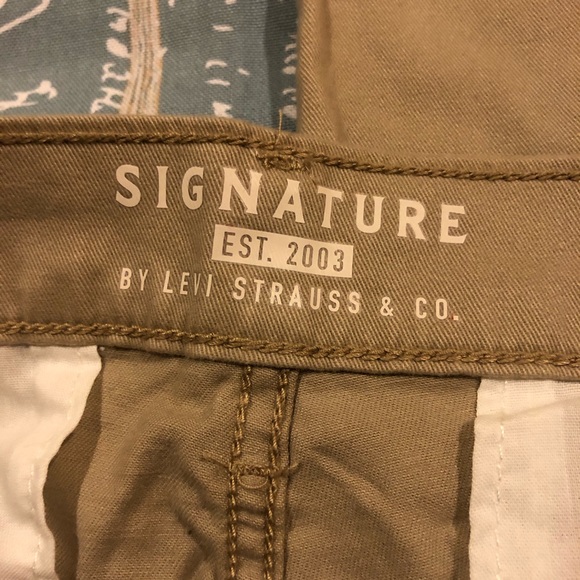 SIGNATURE
EST. 2003
BY LEVI STRAUSS & CO.